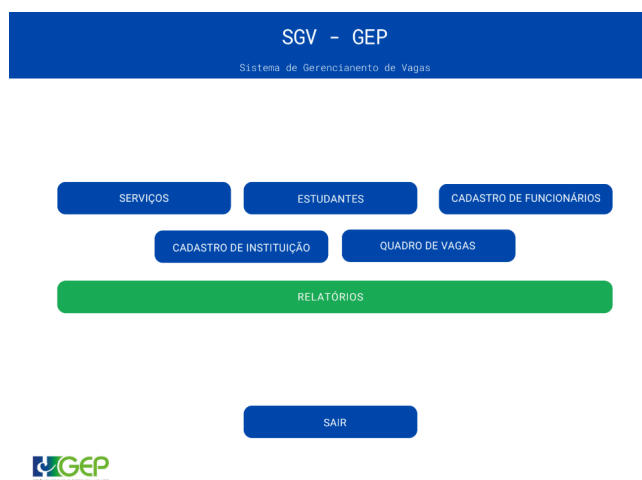 SGV - GEP
Sistema de Gerencianento de Vagas
SERVIÇOS
ESTUDANTES
CADASTRO DE FUNCIONÁRIOS
CADASTRO DE INSTITUIÇÃO
QUADRO DE VAGAS
RELATÓRIOS
SAIR
GEP